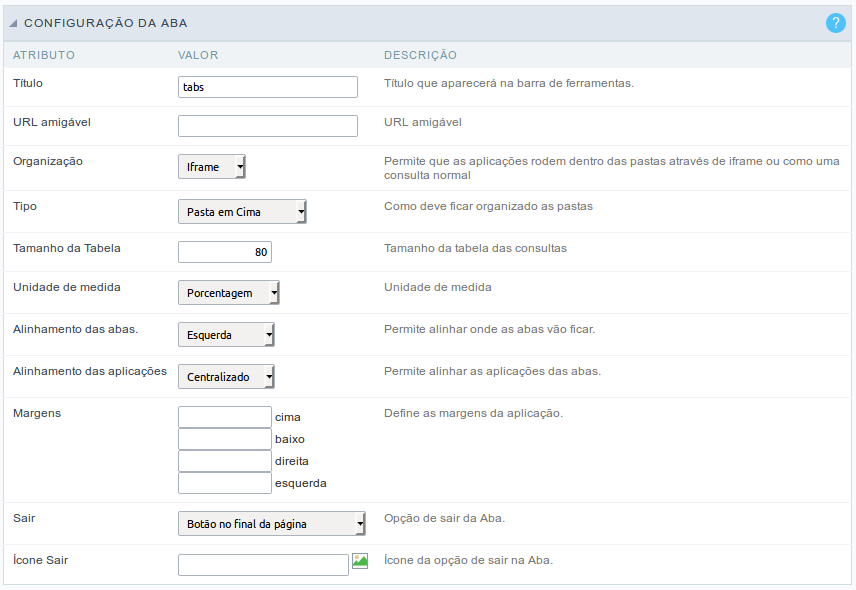 CONFIGURAÇÃO DA ABA
?
ATRIBUTO VALOR DESCRIÇÃO
Título tabs Título que aparecerá na barra de ferramentas.
URL amigável URL amigável
Organização Iframe Permite que as aplicações rodem dentro das pastas através de iframe ou como uma
consulta normal
Tipo Pasta em Cima Como deve ficar organizado as pastas
Tamanho da Tabela 80 Tamanho da tabela das consultas
Unidade de medida Porcentagem Unidade de medida
Alinhamento das abas. Esquerda Permite alinhar onde as abas vão ficar.
Alinhamento das aplicações Centralizado Permite alinhar as aplicações das abas.
Margens cima Define as margens da aplicação.
baixo
direita
esquerda
Sair Botão no final da página Opção de sair da Aba.
Ícone Sair Ícone da opção de sair na Aba.